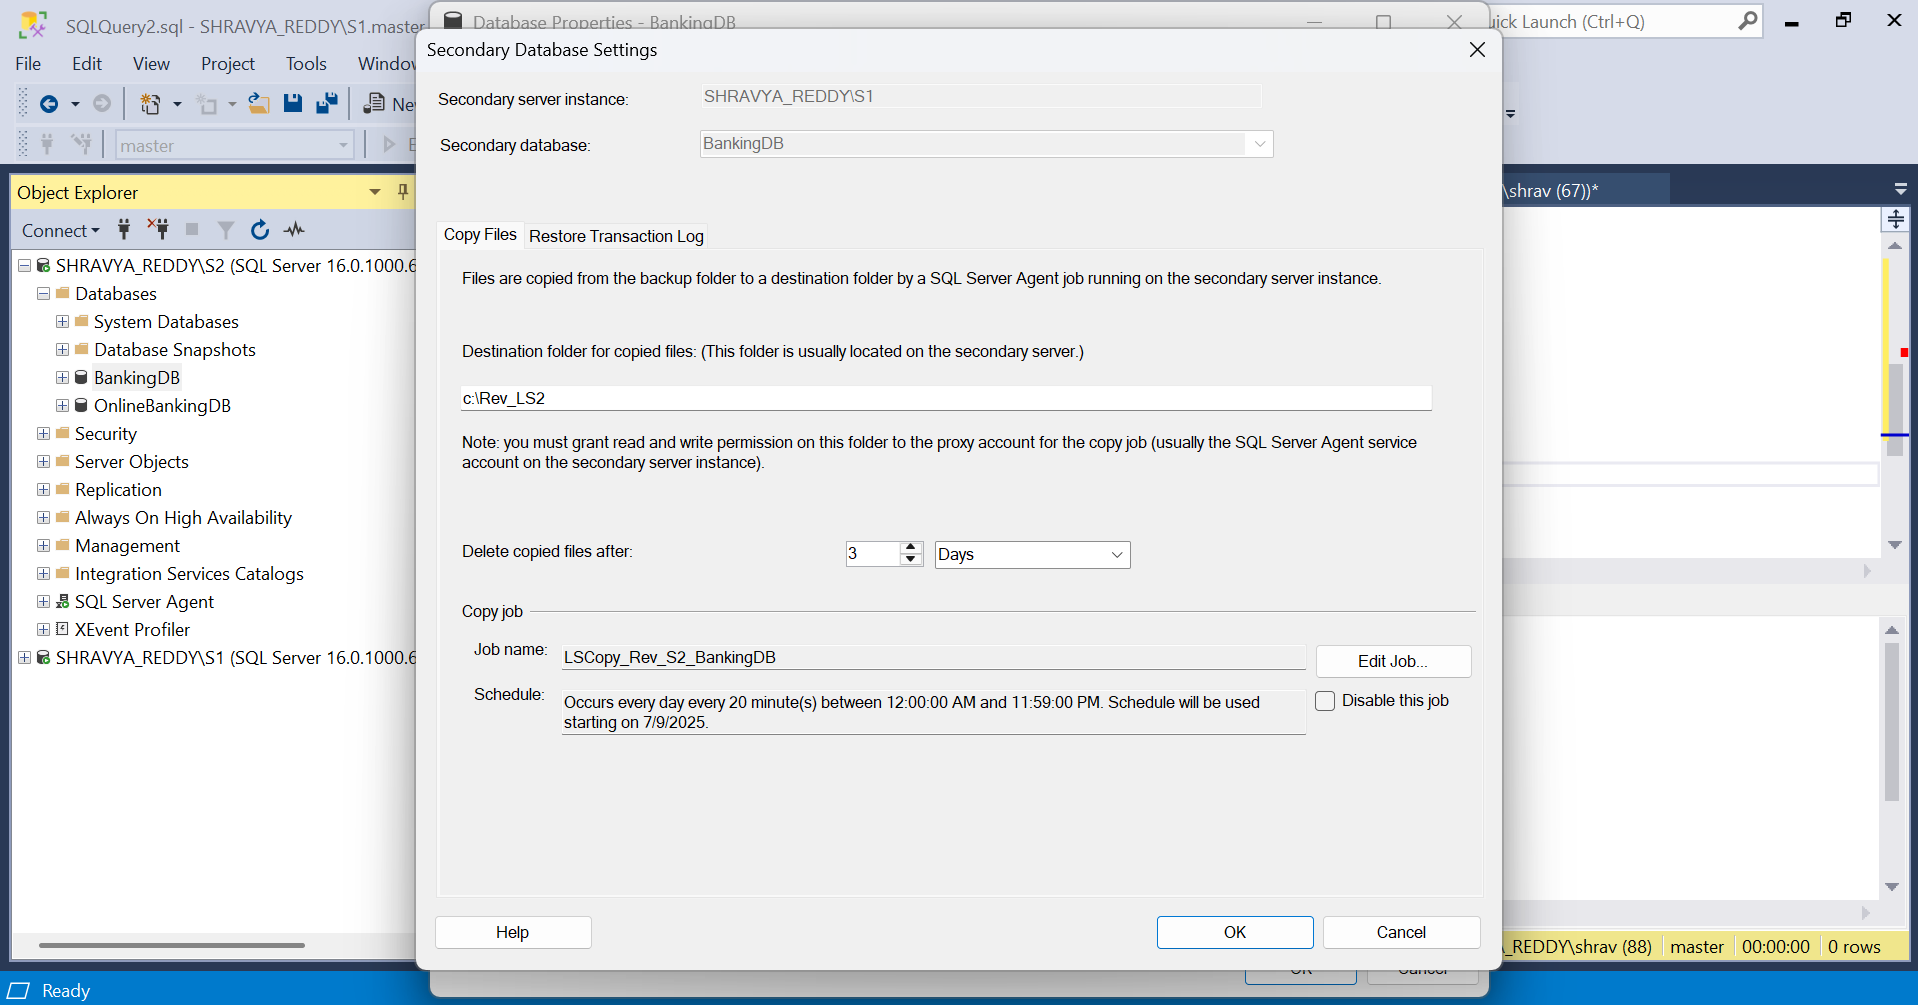 SQLQuery2.sql - SHRAVYA_REDDY\S1.master
Database Properties - BankingDB
Quick Launch (Ctrl+Q)
File Edit View Project Tools Window
New
master
Object Explorer
Connect
SHRAVYA_REDDY\S2 (SQL Server 16.0.1000.6
Databases
System Databases
Database Snapshots
BankingDB
OnlineBankingDB
Security
Server Objects
Replication
Always On High Availability
Management
Integration Services Catalogs
SQL Server Agent
XEvent Profiler
SHRAVYA_REDDY\S1 (SQL Server 16.0.1000.6
Secondary Database Settings
Secondary server instance: SHRAVYA_REDDY\S1
Secondary database: BankingDB
Copy Files Restore Transaction Log
Files are copied from the backup folder to a destination folder by a SQL Server Agent job running on the secondary server instance.
Destination folder for copied files: (This folder is usually located on the secondary server.)
c:\Rev_LS2
Note: you must grant read and write permission on this folder to the proxy account for the copy job (usually the SQL Server Agent service
account on the secondary server instance).
Delete copied files after: 3 Days
Copy job
Job name: LSCopy_Rev_S2_BankingDB Edit Job...
Schedule: Occurs every day every 20 minute(s) between 12:00:00 AM and 11:59:00 PM. Schedule will be used
starting on 7/9/2025.
Disable this job
Help OK Cancel
OK Cancel
\shrav (67))*
_REDDY\shrav (88) master 00:00:00 0 rows
Ready